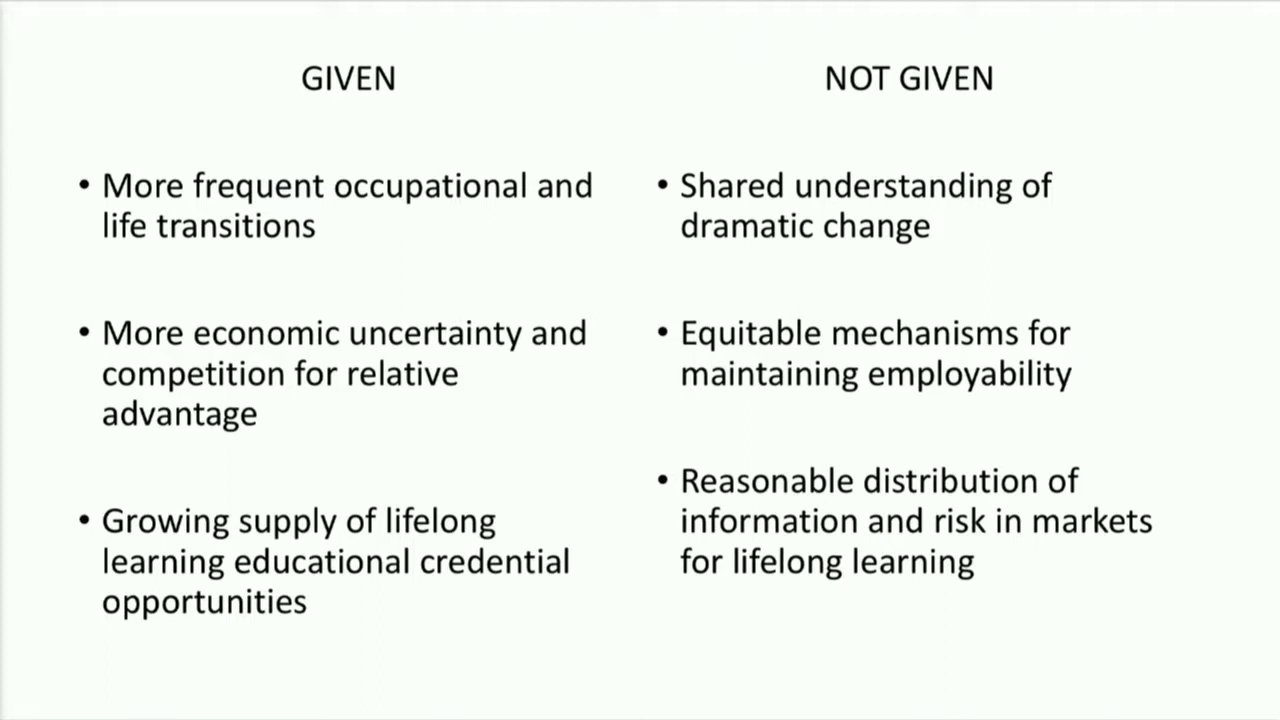 GIVEN
• More frequent occupational and
life transitions
• More economic uncertainty and
competition for relative
advantage
• Growing supply of lifelong
learning educational credential
opportunities
NOT GIVEN
• Shared understanding of
dramatic change
• Equitable mechanisms for
maintaining employability
• Reasonable distribution of
information and risk in markets
for lifelong learning